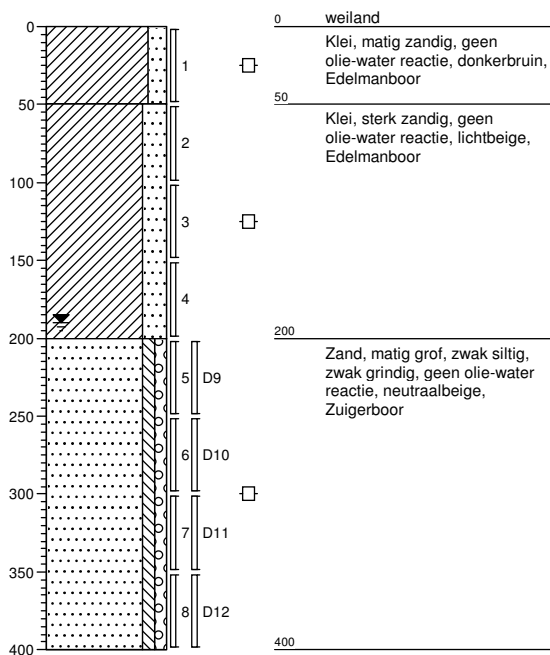 0
50
100
150
200
250
300
350
400
1
2
3
4
5 D9
6 D10
7 D11
8 D12
0 weiland
Klei, matig zandig, geen
olie-water reactie, donkerbruin,
Edelmanboor
50
Klei, sterk zandig, geen
olie-water reactie, lichtbeige,
Edelmanboor
200
Zand, matig grof, zwak siltig,
zwak grindig, geen olie-water
reactie, neutraalbeige,
Zuigerboor
400